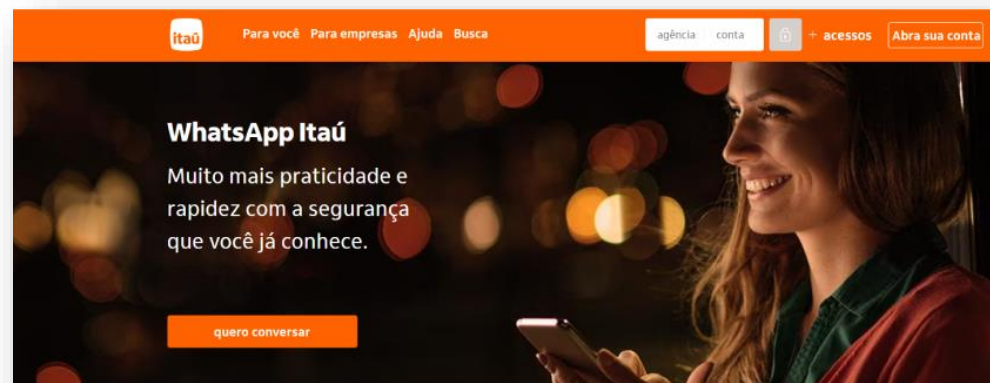 itaú
Para você Para empresas Ajuda Busca
agência conta
+ acessos
Abra sua conta
WhatsApp Itaú
Muito mais praticidade e
rapidez com a segurança
que você já conhece.
quero conversar